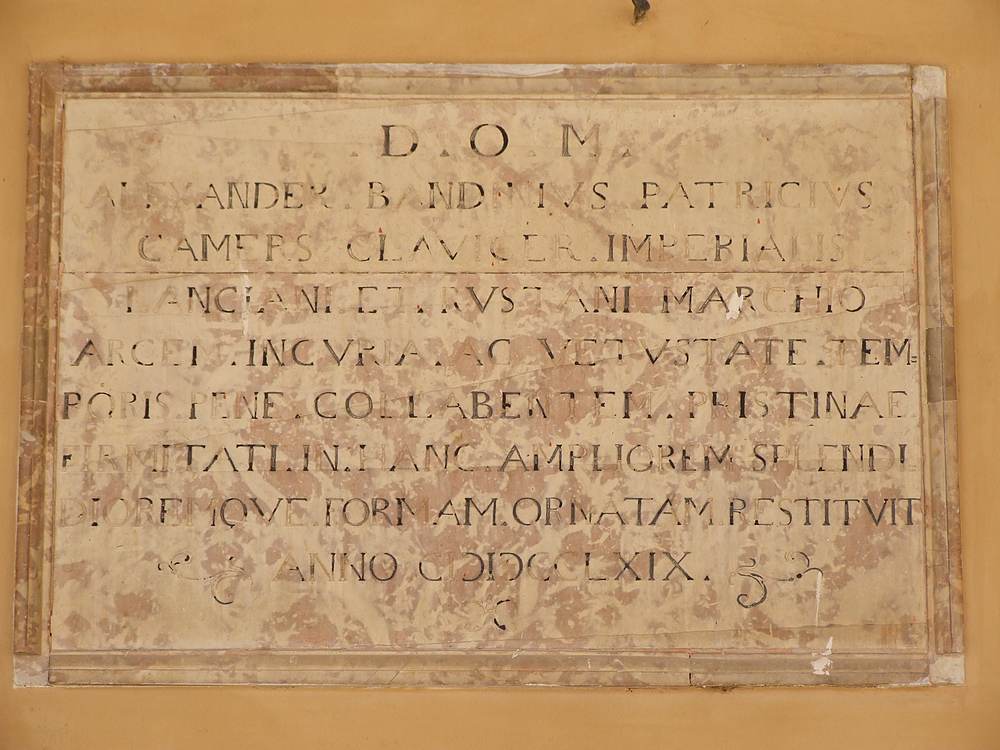 . D . O . M .
ALEXANDER . BANDINIVS . PATRICIVS
CAMERS . CLAVIGER . IMPERIALIS
LANCIANI . ET . RVSTANI . MARCHIO
ARCEM . INCVRIA . AC . VETVSTATE . TEM=
PORIS . PENE . COLLABENTEM . PRISTINAE
FIRMITATI . IN . HANC . AMPLIOREM . SPLENDI
DIOREMQVE . FORMAM . ORNATAM . RESTITVIT
ANNO CIƆIƆCCLXIX .